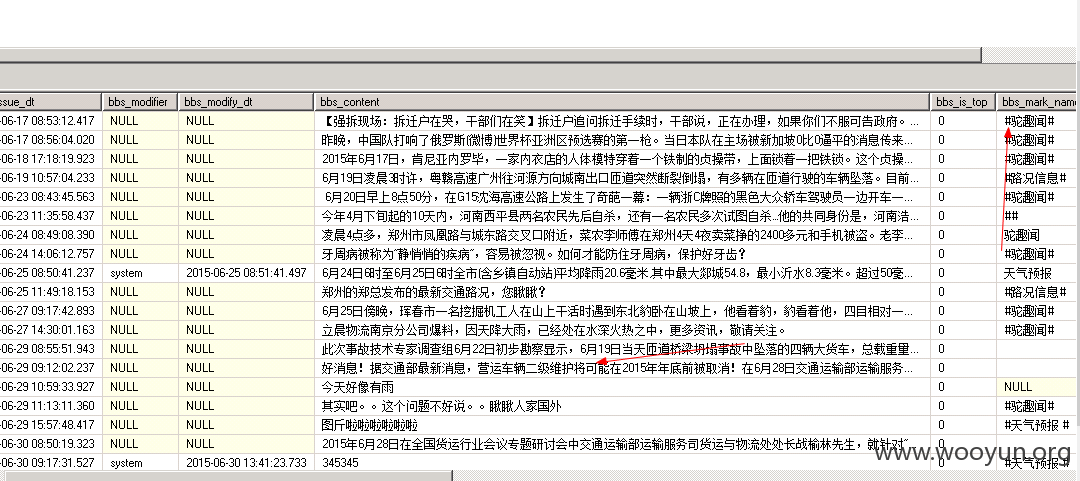 ssue_dt bbs_modifier bbs_modify_dt bbs_content bbs_is_top bbs_mark_name
-06-17 08:53:12.417 NULL NULL 【强拆现场：拆迁户在哭，干部们在笑】拆迁户追问拆迁手续时，干部说，正在办理，如果你们不服可告政府。... 0 #驼趣闻#
-06-17 08:56:04.020 NULL NULL 昨晚，中国队打响了俄罗斯(微博)世界杯亚洲区预选赛的第一枪。当日本队在主场被新加坡0比0逼平的消息传来... 0 #驼趣闻#
-06-18 17:18:19.923 NULL NULL 2015年6月17日，肯尼亚内罗毕，一家内衣店的人体模特穿着一个铁制的贞操带，上面锁着一把铁锁。这个贞操... 0 #驼趣闻#
-06-19 10:57:04.233 NULL NULL 6月19日凌晨3时许，粤赣高速广州往河源方向城南出口匝道突然断裂倒塌，有多辆在匝道行驶的车辆坠落。目前... 0 #路况信息#
-06-23 08:43:45.563 NULL NULL 6月20日早上8点50分，在G15沈海高速公路上发生了奇葩一幕：一辆浙C牌照的黑色大众轿车驾驶员一边开车一... 0 #驼趣闻#
-06-23 11:35:58.437 NULL NULL 今年4月下旬起的10天内，河南西平县两名农民先后自杀，还有一名农民多次试图自杀...他的共同身份是，河南浩... 0 ##
-06-24 08:49:08.390 NULL NULL 凌晨4点多，郑州市凤凰路与城东路交叉口附近，菜农李师傅在郑州4天4夜卖菜挣的2400多元和手机被盗。老李... 0 驼趣闻
-06-24 14:06:12.757 NULL NULL 牙周病被称为“静悄悄的疾病”，容易被忽视。如何才能防住牙周病，保护好牙齿？ 0 #驼趣闻#
-06-25 08:50:41.237 system 2015-06-25 08:51:41.497 6月24日6时至6月25日6时全市(含乡镇自动站)平均降雨20.6毫米.其中最大郯城54.8，最小沂水8.3毫米。超过50毫... 0 天气预报
-06-25 11:49:18.153 NULL NULL 郑州的郑总发布的最新交通路况，您瞅瞅？ 0 #路况信息#
-06-27 09:17:42.893 NULL NULL 6月25日傍晚，珲春市一名挖掘机工人在山上干活时遇到东北豹卧在山坡上，他看着豹，豹看着他，四目相对一... 0 #驼趣闻#
-06-27 14:30:01.163 NULL NULL 立晨物流南京分公司爆料，因天降大雨，已经处在水深火热之中，更多资讯，敬请关注。 0 #驼趣闻#
-06-29 08:55:51.943 NULL NULL 此次事故技术专家调查组6月22日初步勘察显示，6月19日当天匝道桥梁坍塌事故中坠落的四辆大货车，总载重量... 0
-06-29 09:12:02.237 NULL NULL 好消息！据交通部最新消息，营运车辆二级维护将可能在2015年年底前被取消！在6月28日交通运输部运输服务... 0
-06-29 10:59:33.927 NULL NULL 今天好像有雨 0 NULL
-06-29 11:13:11.360 NULL NULL 其实吧。。这个问题不好说。。瞅瞅人家国外 0 #驼趣闻#
-06-29 15:57:48.417 NULL NULL 图斤啦啦啦啦啦啦 0 #天气预报 #
-06-30 08:50:19.323 NULL NULL 2015年6月28日在全国货运行业会议专题研讨会中交通运输部运输服务司货运与物流处处长战榆林先生，就针对“... 0
-06-30 09:17:31.527 system 2015-06-30 13:41:23.733 345345 0 #天气预报 #
www.wooyun.org